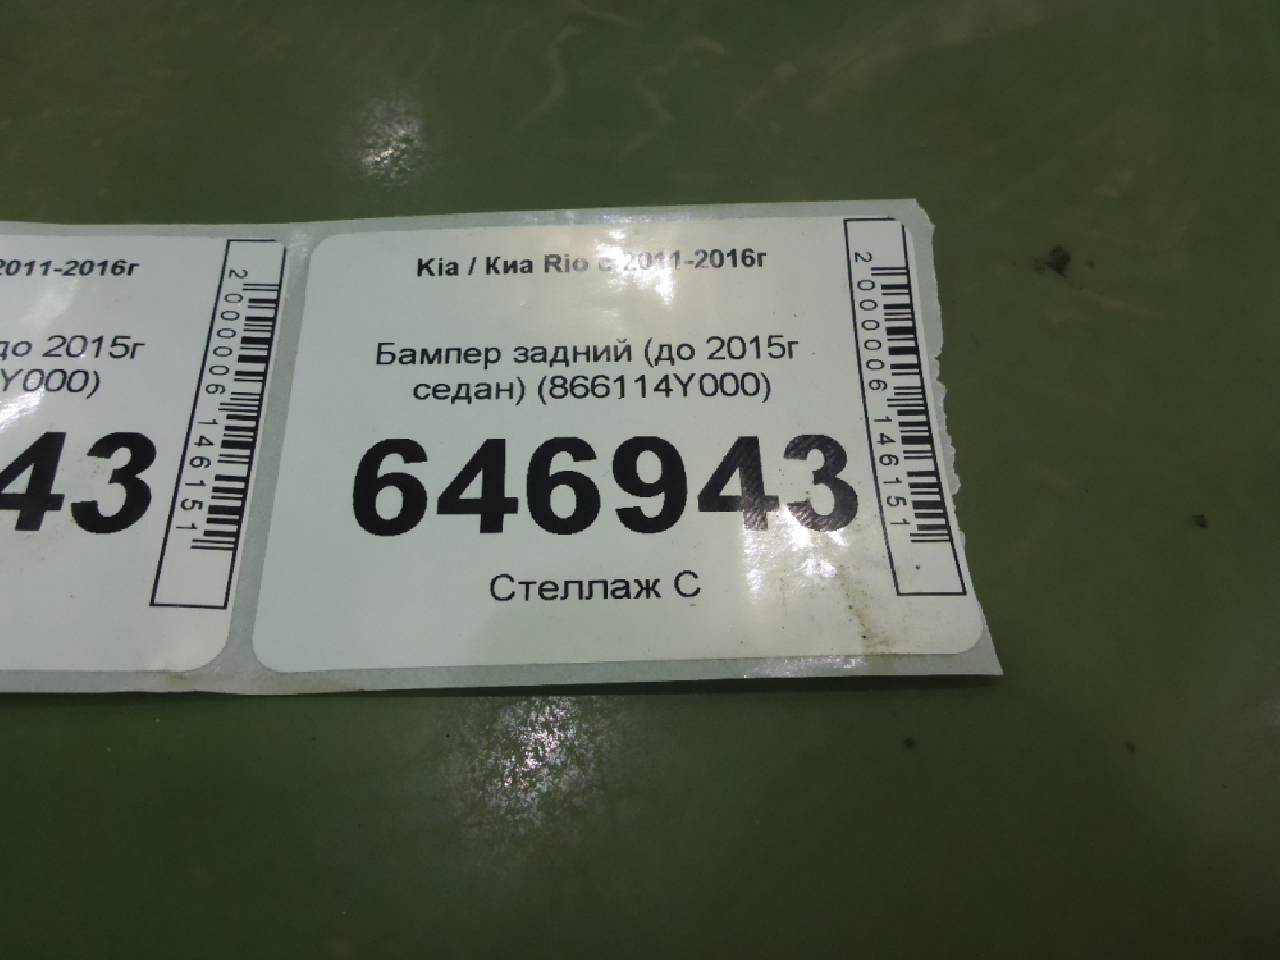 2011-2016г
до 2015г
Y000)
43
2000006146151
Kia / Киа Rio с 2011-2016г
Бампер задний (до 2015г
седан) (866114Y000)
646943
Стеллаж С
2000006146151